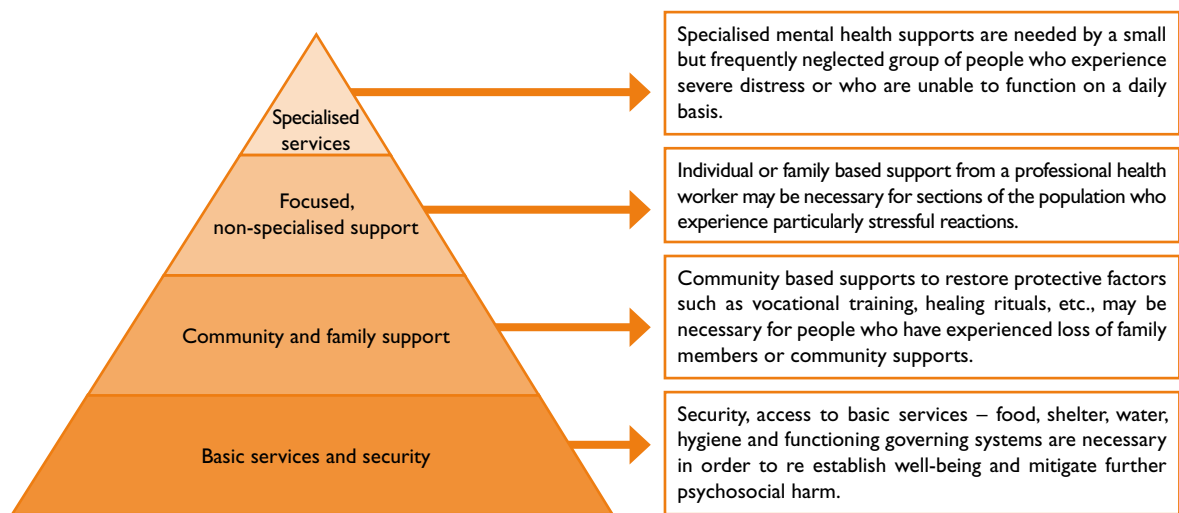 Specialised
services
Specialised mental health supports are needed by a small
but frequently neglected group of people who experience
severe distress or who are unable to function on a daily
basis.
Focused,
non-specialised support
Individual or family based support from a professional health
worker may be necessary for sections of the population who
experience particularly stressful reactions.
Community and family support
Community based supports to restore protective factors
such as vocational training, healing rituals, etc., may be
necessary for people who have experienced loss of family
members or community supports.
Basic services and security
Security, access to basic services – food, shelter, water,
hygiene and functioning governing systems are necessary
in order to re establish well-being and mitigate further
psychosocial harm.